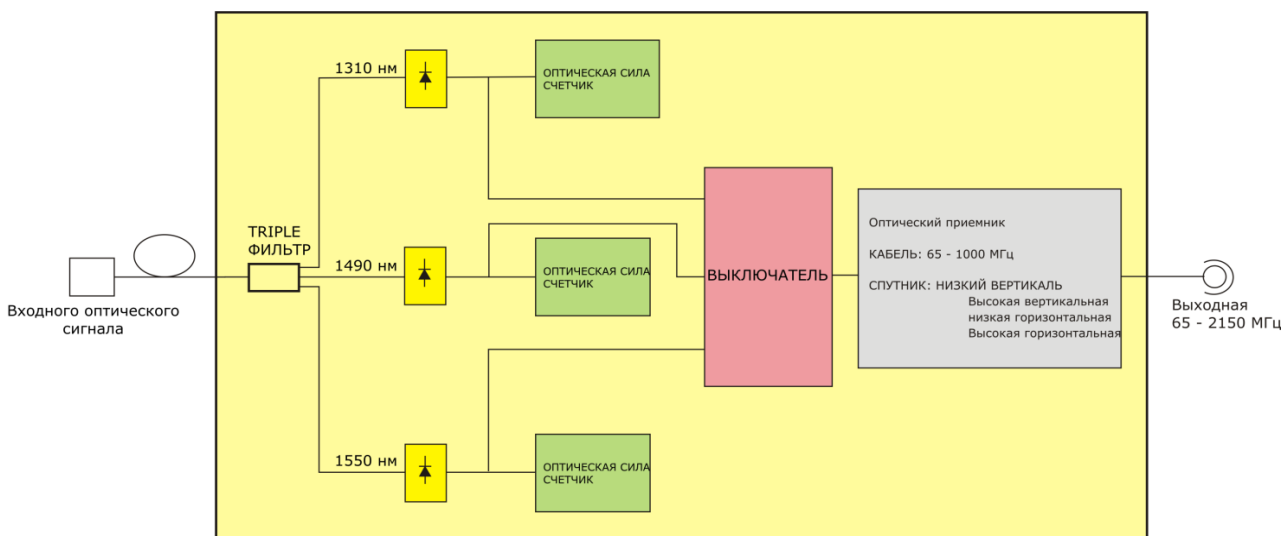 1310 нм
ОПТИЧЕСКАЯ СИЛА
СЧЕТЧИК
TRIPLE
ФИЛЬТР
1490 нм
ОПТИЧЕСКАЯ СИЛА
СЧЕТЧИК
ВЫКЛЮЧАТЕЛЬ
Оптический приемник
КАБЕЛЬ: 65 - 1000 МГц
СПУТНИК: НИЗКИЙ ВЕРТИКАЛЬ
Высокая вертикальная
низкая горизонтальная
Высокая горизонтальная
Входного оптического
сигнала
Выходная
65 - 2150 МГц
1550 нм
ОПТИЧЕСКАЯ СИЛА
СЧЕТЧИК